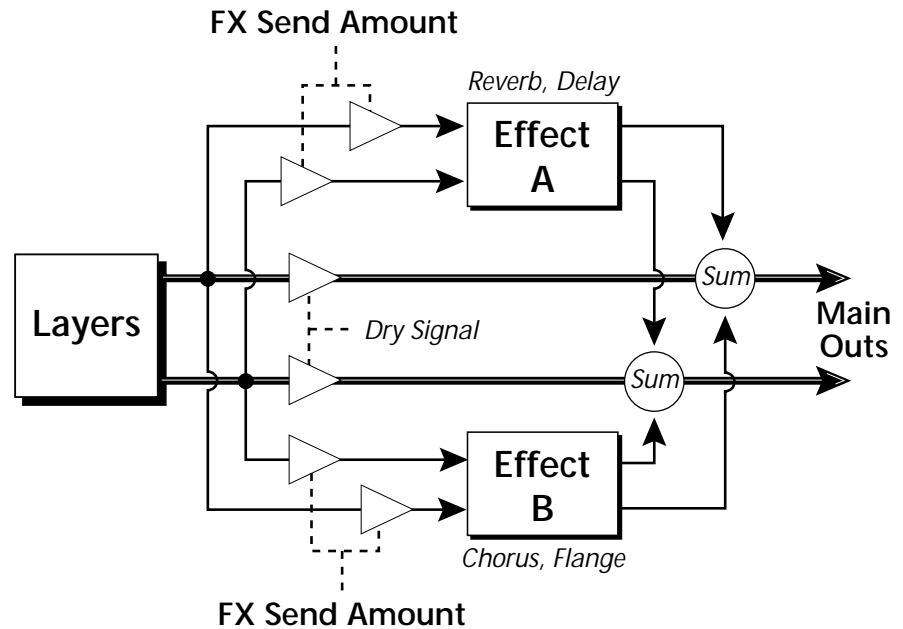 FX Send Amount
Reverb, Delay
Effect
A
Layers
Sum
Main
Outs
Dry Signal
Sum
Effect
B
Chorus, Flange
FX Send Amount